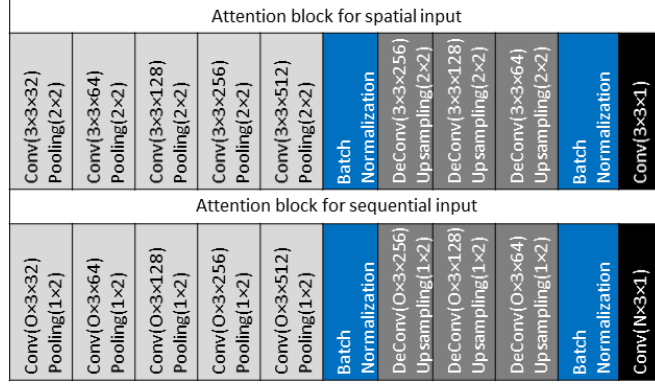 Attention block for spatial input
Conv(3×3×32)
Pooling(2×2)
Conv(3×3×64)
Pooling(2×2)
Conv(3×3×128)
Pooling(2×2)
Conv(3×3×256)
Pooling(2×2)
Conv(3×3×512)
Pooling(2×2)
Batch
Normalization
DeConv(3×3×256)
Upsampling(2×2)
DeConv(3×3×128)
Upsampling(2×2)
DeConv(3×3×64)
Upsampling(2×2)
Batch
Normalization
Conv(3×3×1)
Attention block for sequential input
Conv(O×3×32)
Pooling(1×2)
Conv(O×3×64)
Pooling(1×2)
Conv(O×3×128)
Pooling(1×2)
Conv(O×3×256)
Pooling(1×2)
Conv(O×3×512)
Pooling(1×2)
Batch
Normalization
DeConv(O×3×256)
Upsampling(1×2)
DeConv(O×3×128)
Upsampling(1×2)
DeConv(O×3×64)
Upsampling(1×2)
Batch
Normalization
Conv(N×3×1)